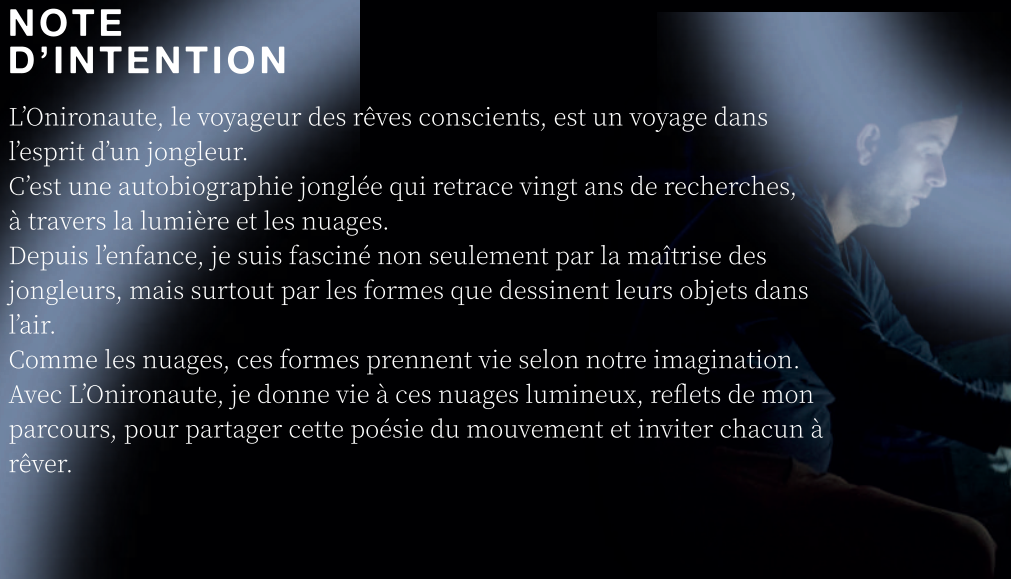 NOTE
D’INTENTION
L’Onironaute, le voyageur des rêves conscients, est un voyage dans
l’esprit d’un jongleur.
C’est une autobiographie jonglée qui retrace vingt ans de recherches,
à travers la lumière et les nuages.
Depuis l’enfance, je suis fasciné non seulement par la maîtrise des
jongleurs, mais surtout par les formes que dessinent leurs objets dans
l’air.
Comme les nuages, ces formes prennent vie selon notre imagination.
Avec L’Onironaute, je donne vie à ces nuages lumineux, reflets de mon
parcours, pour partager cette poésie du mouvement et inviter chacun à
rêver.